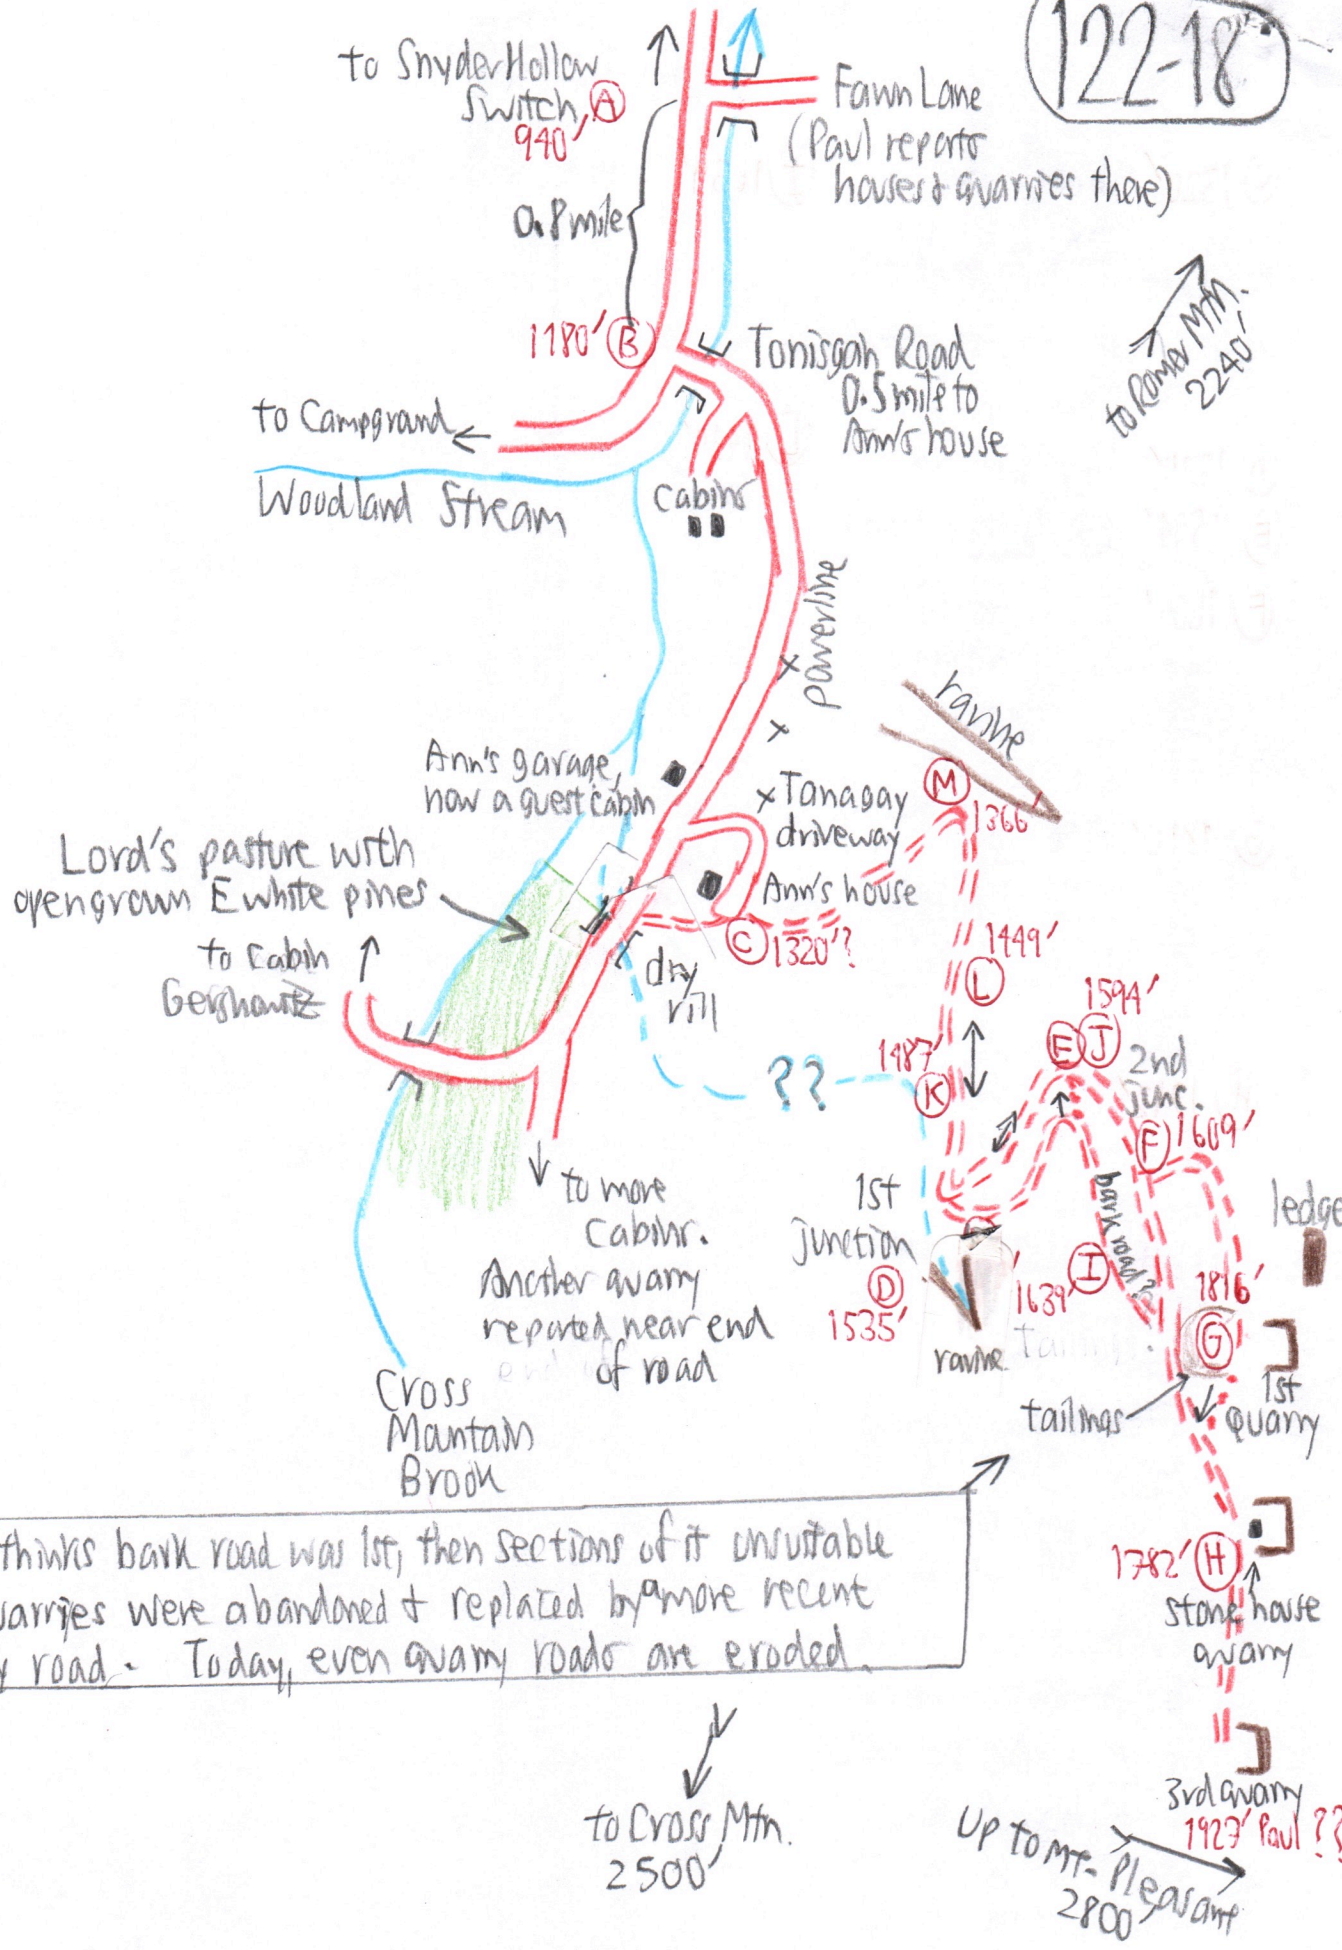 122-18
to Snyder Hollow
Switch, A
940'
Fawn Lane
(Paul reports
houses & quarries there)
0.8 mile
to Romer Mtn.
2240'
1180' B
Tonisgah Road
0.5 mile to
Ann's house
to Campground
Woodland Stream
Cabins
powerline
ravine
Ann's garage,
now a guest cabin
Tanagay
driveway
M
1366'
Lord's pasture with
opengrown E white pines
Ann's house
to Cabin
Gershowitz
C 1320'?
dry
rill
1449'
L
1594'
E J
2nd
junc.
1487'
K
??
F 1609'
to more
Cabins.
1st
junction
D
1535'
bark road?
ledge
I
1639'
1816'
G
Another quarry
reported near end
of road
ravine
tailings
1st
quarry
Cross
Mountain
Brook
thinks bark road was 1st, then sections of it unsuitable
uarries were abandoned & replaced by a more recent
y road. Today, even quarry roads are eroded.
1782' H
stone house
quarry
3rd quarry
1927' Paul ??
to Cross Mtn.
2500'
Up to Mt. Pleasant
2800'